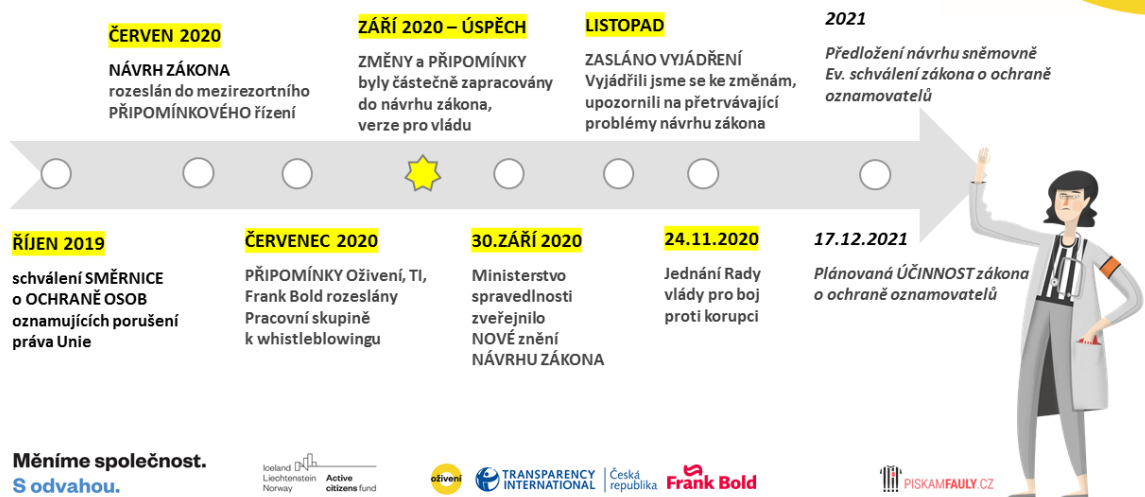 ČERVEN 2020
NÁVRH ZÁKONA
rozeslán do mezirezortního
PŘIPOMÍNKOVÉHO řízení
ZÁŘÍ 2020 – ÚSPĚCH
ZMĚNY a PŘIPOMÍNKY
byly částečně zapracovány
do návrhu zákona,
verze pro vládu
LISTOPAD
ZASLÁNO VYJÁDŘENÍ
Vyjádřili jsme se ke změnám,
upozornili na přetrvávající
problémy návrhu zákona
2021
Předložení návrhu sněmovně
Ev. schválení zákona o ochraně
oznamovatelů
ŘÍJEN 2019
schválení SMĚRNICE
o OCHRANĚ OSOB
oznamujících porušení
práva Unie
ČERVENEC 2020
PŘIPOMÍNKY Oživení, TI,
Frank Bold rozeslány
Pracovní skupině
k whistleblowingu
30.ZÁŘÍ 2020
Ministerstvo
spravedlnosti
zveřejnilo
NOVÉ znění
NÁVRHU ZÁKONA
24.11.2020
Jednání Rady
vlády pro boj
proti korupci
17.12.2021
Plánovaná ÚČINNOST zákona
o ochraně oznamovatelů
Měníme společnost.
S odvahou.
Iceland
Liechtenstein Active
Norway citizens fund
oživení
TRANSPARENCY
INTERNATIONAL
Česká
republika
Frank Bold
PISKAMFAULY.CZ